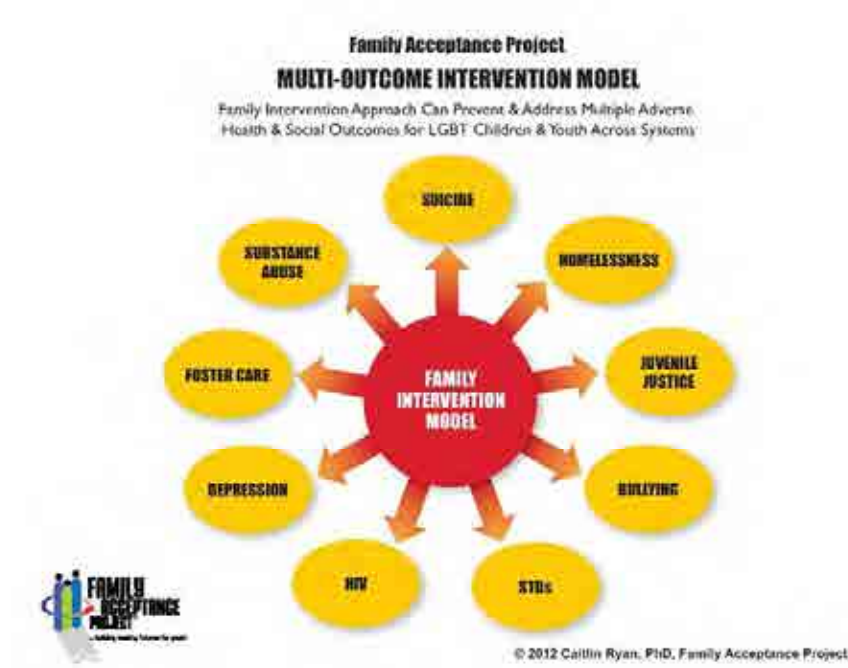 Family Acceptance Project
MULTI-OUTCOME INTERVENTION MODEL
Family Intervention Approach Can Prevent & Address Multiple Adverse
Health & Social Outcomes for LGBT Children & Youth Across Systems
SUICIDE
HOMELESSNESS
JUVENILE
JUSTICE
BULLYING
STDs
HIV
DEPRESSION
FOSTER CARE
SUBSTANCE
ABUSE
FAMILY
INTERVENTION
MODEL
FAMILY
ACCEPTANCE
PROJECT
© 2012 Caitlin Ryan, PhD, Family Acceptance Project